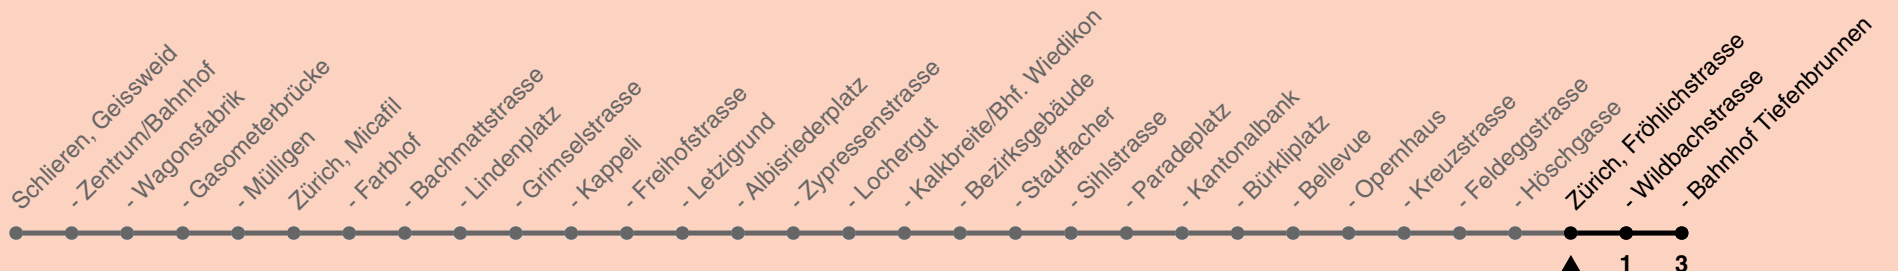 Schlieren, Geissweid
- Zentrum/Bahnhof
- Wagonsfabrik
- Gasometerbrücke
- Mülligen
Zürich, Micafil
- Farbhof
- Bachmattstrasse
- Lindenplatz
- Grimselstrasse
- Kappeli
- Freihofstrasse
- Letzigrund
- Albisriederplatz
- Zypressenstrasse
- Lochergut
- Kalkbreite/Bhf. Wiedikon
- Bezirksgebäude
- Stauffacher
- Sihlstrasse
- Paradeplatz
- Kantonalbank
- Bürkliplatz
- Bellevue
- Opernhaus
- Kreuzstrasse
- Feldeggstrasse
- Höschgasse
Zürich, Fröhlichstrasse
- Wildbachstrasse
- Bahnhof Tiefenbrunnen
1 3